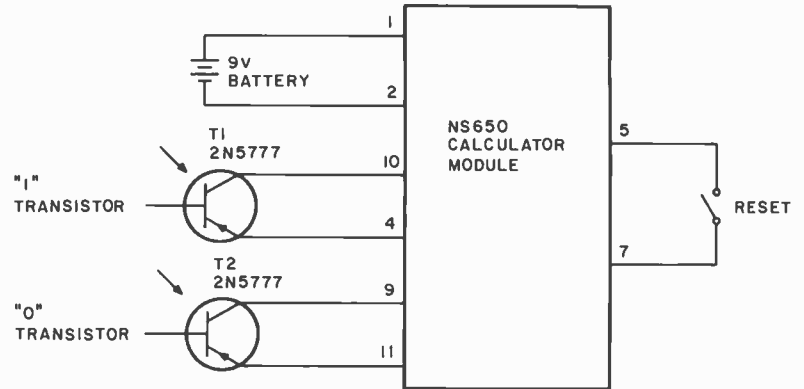 1
9V
BATTERY
2
NS650
CALCULATOR
MODULE
5
T1
2N5777
10
"1"
TRANSISTOR
4
RESET
7
T2
2N5777
9
"0"
TRANSISTOR
11